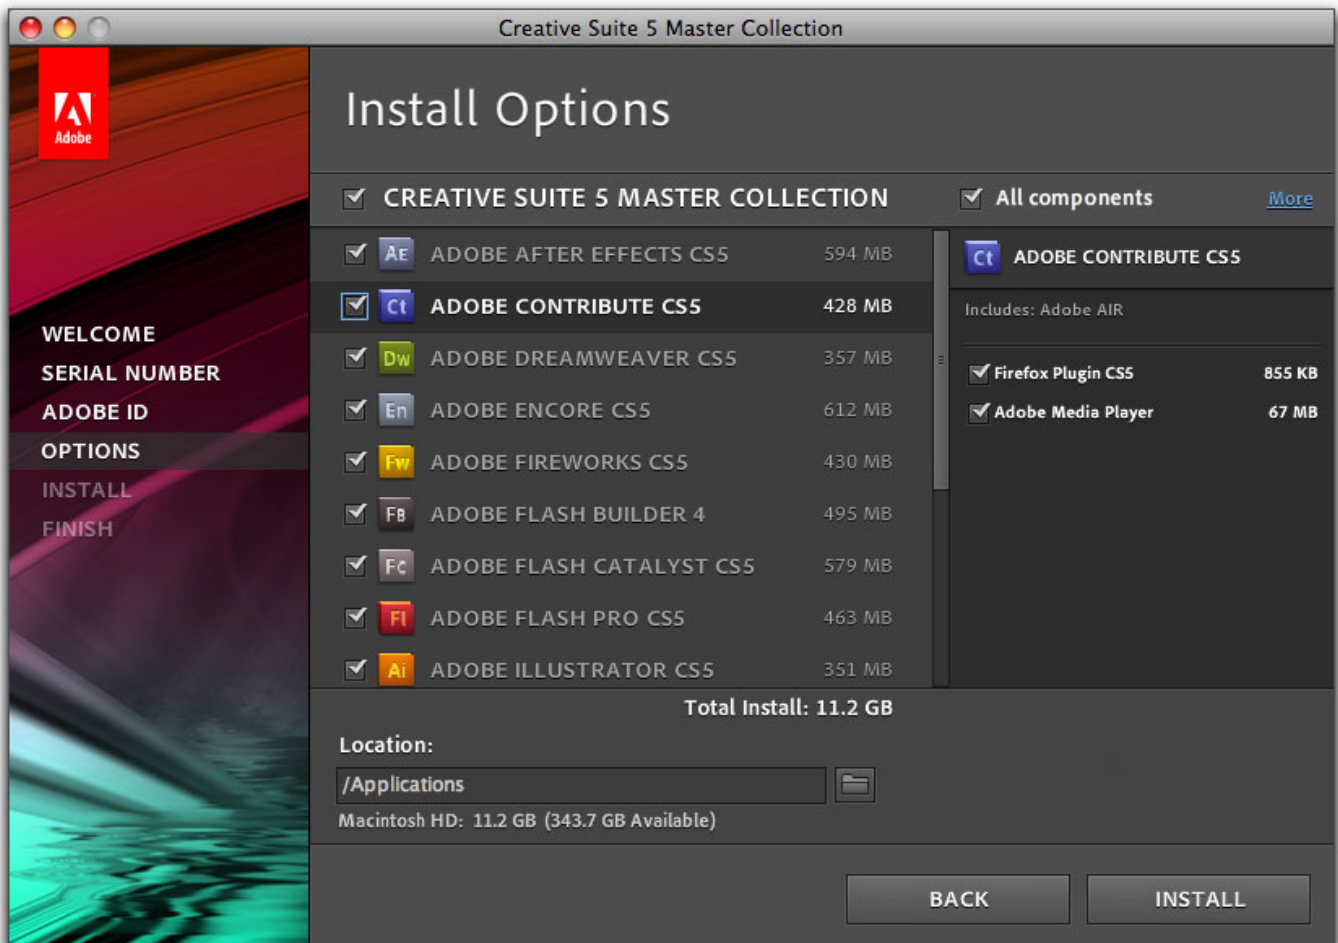 Creative Suite 5 Master Collection
Adobe
Install Options
CREATIVE SUITE 5 MASTER COLLECTION
All components More
AE ADOBE AFTER EFFECTS CS5 594 MB
Ct ADOBE CONTRIBUTE CS5 428 MB
Dw ADOBE DREAMWEAVER CS5 357 MB
En ADOBE ENCORE CS5 612 MB
Fw ADOBE FIREWORKS CS5 430 MB
FB ADOBE FLASH BUILDER 4 495 MB
Fc ADOBE FLASH CATALYST CS5 579 MB
Fl ADOBE FLASH PRO CS5 463 MB
Ai ADOBE ILLUSTRATOR CS5 351 MB
Ct ADOBE CONTRIBUTE CS5
Includes: Adobe AIR
Firefox Plugin CS5 855 KB
Adobe Media Player 67 MB
WELCOME
SERIAL NUMBER
ADOBE ID
OPTIONS
INSTALL
FINISH
Total Install: 11.2 GB
Location:
/Applications
Macintosh HD: 11.2 GB (343.7 GB Available)
BACK
INSTALL